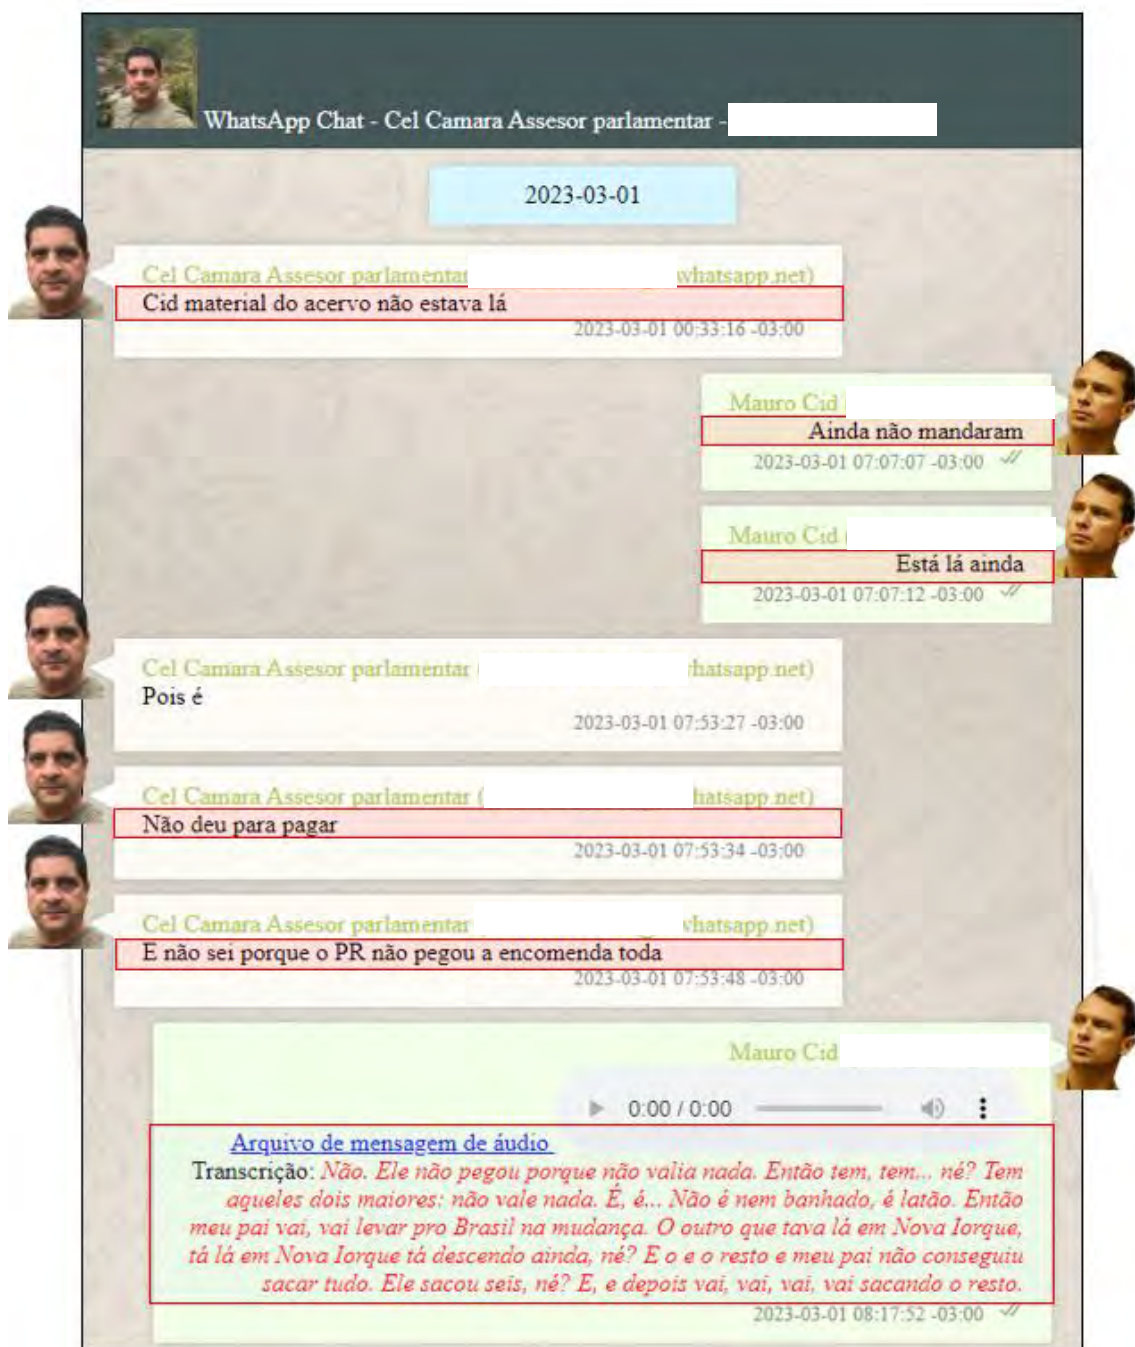 WhatsApp Chat - Cel Camara Assesor parlamentar -
2023-03-01
Cel Camara Assesor parlamentar whatsapp.net)
Cid material do acervo não estava lá
2023-03-01 00:33:16 -03:00
Mauro Cid
Ainda não mandaram
2023-03-01 07:07:07 -03:00
Mauro Cid (
Está lá ainda
2023-03-01 07:07:12 -03:00
Cel Camara Assesor parlamentar ( hatsapp.net)
Pois é
2023-03-01 07:53:27 -03:00
Cel Camara Assesor parlamentar ( hatsapp.net)
Não deu para pagar
2023-03-01 07:53:34 -03:00
Cel Camara Assesor parlamentar whatsapp.net)
E não sei porque o PR não pegou a encomenda toda
2023-03-01 07:53:48 -03:00
Mauro Cid
0:00 / 0:00
Arquivo de mensagem de áudio
Transcrição: Não. Ele não pegou porque não valia nada. Então tem, tem... né? Tem
aqueles dois maiores: não vale nada. É, é... Não é nem banhado, é latão. Então
meu pai vai, vai levar pro Brasil na mudança. O outro que tava lá em Nova Iorque,
tá lá em Nova Iorque tá descendo ainda, né? E o e o resto e meu pai não conseguiu
sacar tudo. Ele sacou seis, né? E, e depois vai, vai, vai, vai sacando o resto.
2023-03-01 08:17:52 -03:00